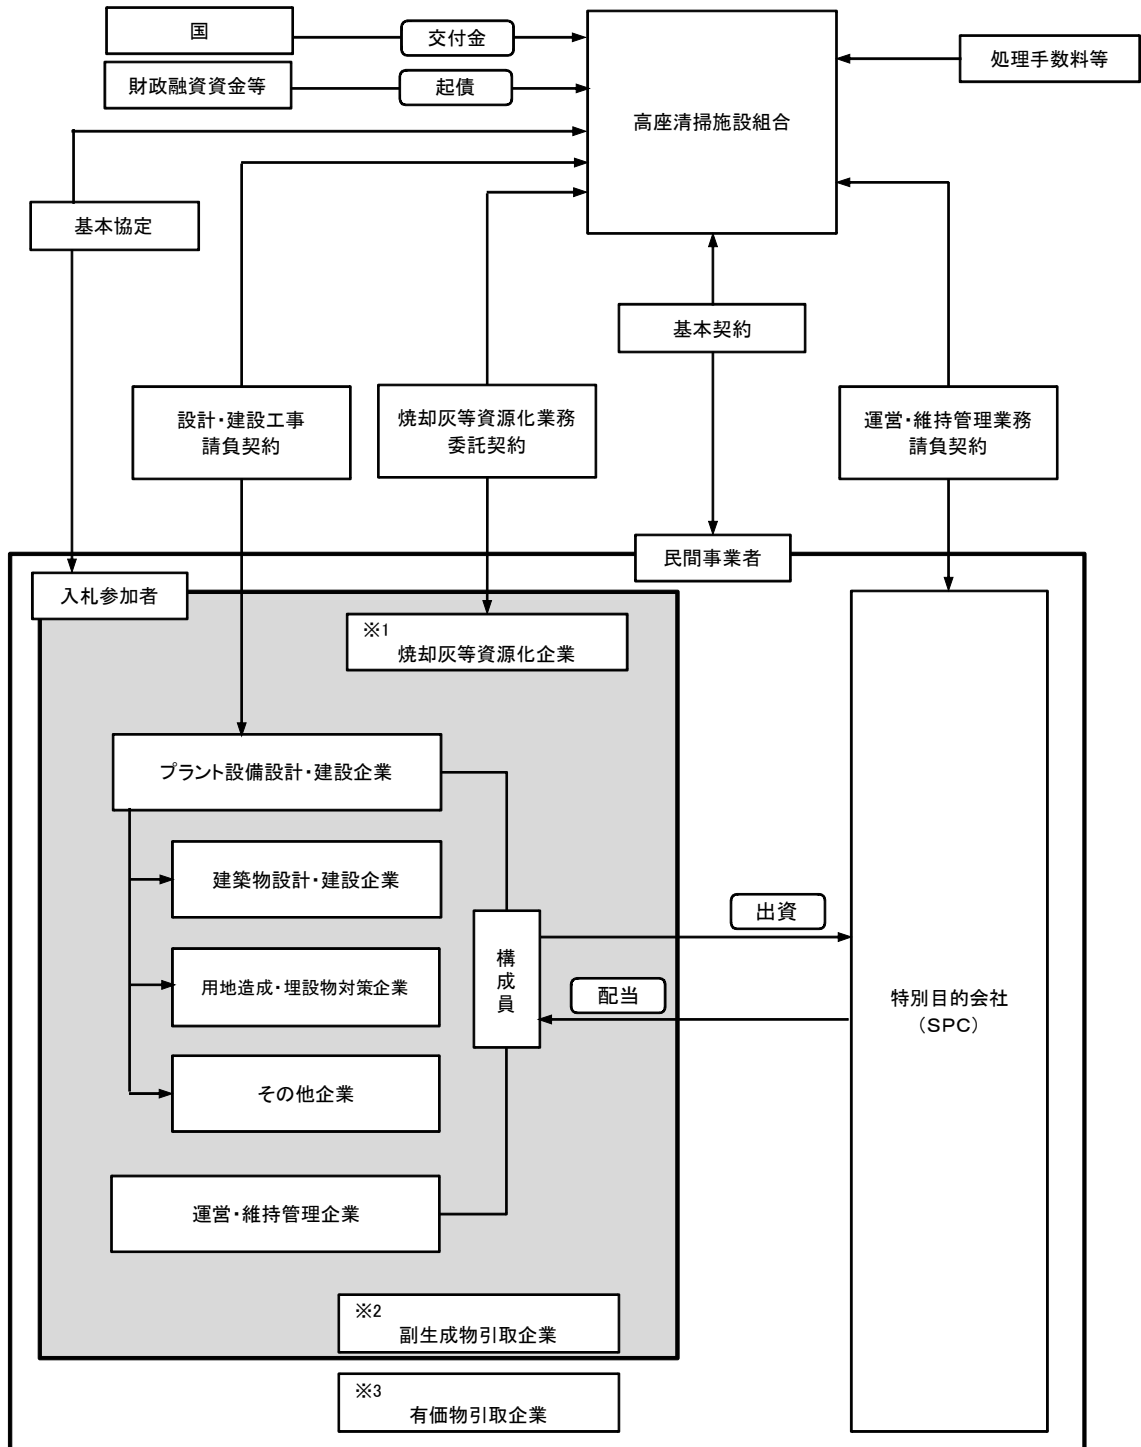 国
交付金
処理手数料等
財政融資資金等
起債
高座清掃施設組合
基本協定
基本契約
設計・建設工事
請負契約
焼却灰等資源化業務
委託契約
運営・維持管理業務
請負契約
民間事業者
入札参加者
※1
焼却灰等資源化企業
プラント設備設計・建設企業
建築物設計・建設企業
用地造成・埋設物対策企業
その他企業
運営・維持管理企業
構成員
出資
配当
特別目的会社
(SPC)
※2
副生成物引取企業
※3
有価物引取企業